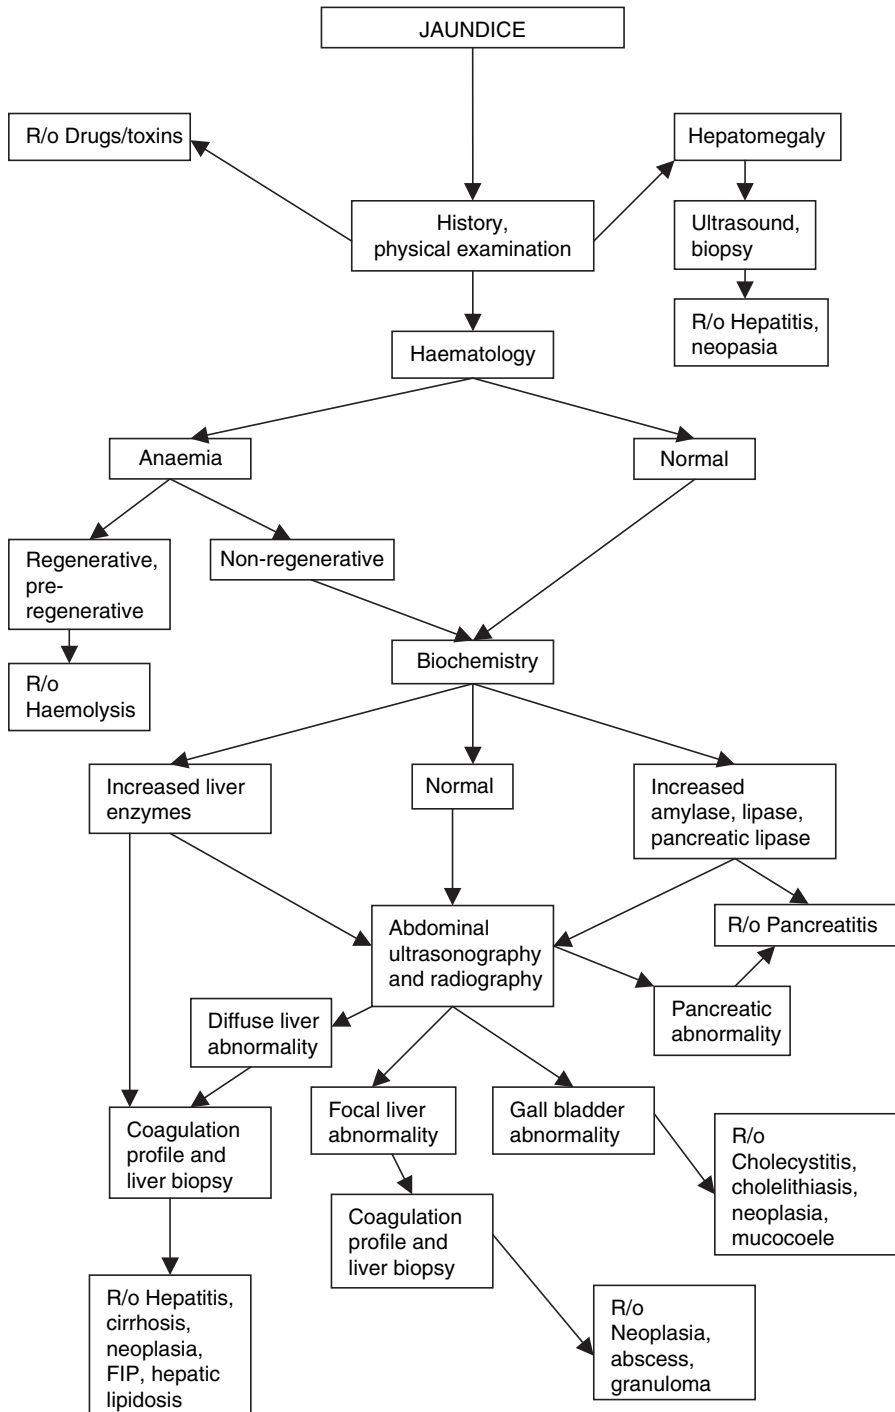 JAUNDICE
R/o Drugs/toxins
Hepatomegaly
History,
physical examination
Ultrasound,
biopsy
R/o Hepatitis,
neopasia
Haematology
Anaemia
Normal
Regenerative,
pre-
regenerative
Non-regenerative
R/o
Haemolysis
Biochemistry
Increased liver
enzymes
Normal
Increased
amylase, lipase,
pancreatic lipase
Abdominal
ultrasonography
and radiography
R/o Pancreatitis
Pancreatic
abnormality
Diffuse liver
abnormality
Focal liver
abnormality
Gall bladder
abnormality
Coagulation
profile and
liver biopsy
R/o
Cholecystitis,
cholelithiasis,
neoplasia,
mucocoele
Coagulation
profile and
liver biopsy
R/o Hepatitis,
cirrhosis,
neoplasia,
FIP, hepatic
lipidosis
R/o
Neoplasia,
abscess,
granuloma